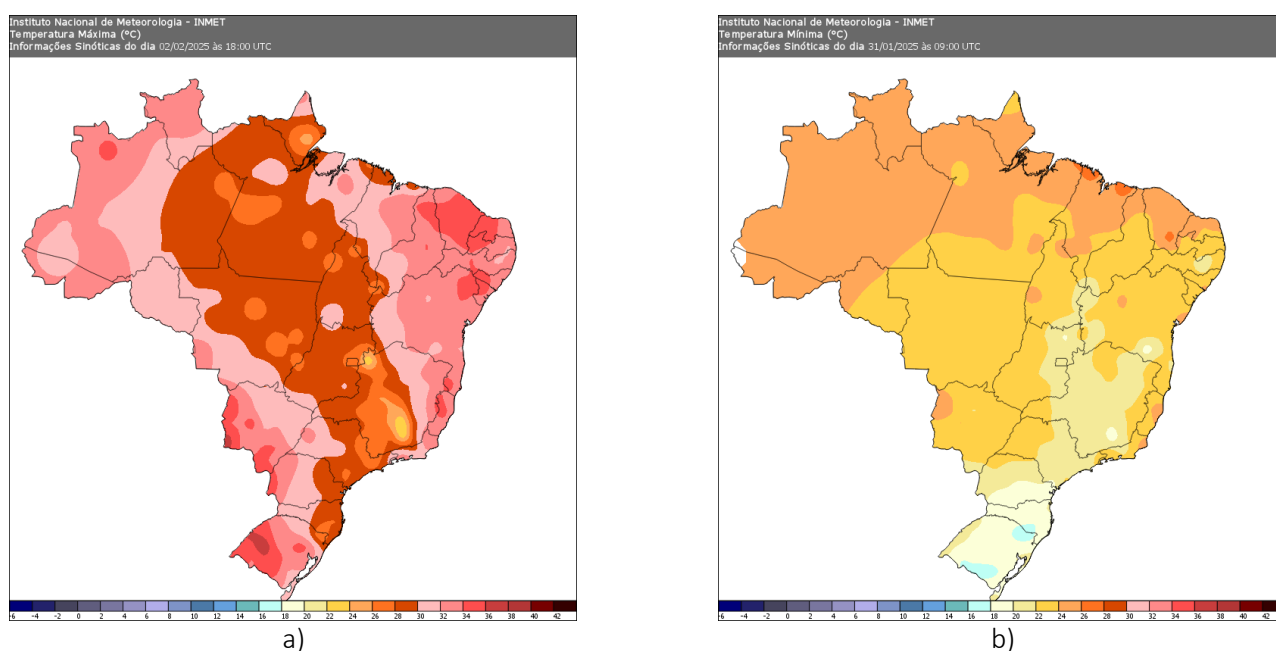 Instituto Nacional de Meteorologia - INMET
Temperatura Máxima (°C)
Informações Sinóticas do dia 02/02/2025 às 18:00 UTC
-6 -4 -2 0 2 4 6 8 10 12 14 16 18 20 22 24 26 28 30 32 34 36 38 40 42
a)
Instituto Nacional de Meteorologia - INMET
Temperatura Mínima (°C)
Informações Sinóticas do dia 31/01/2025 às 09:00 UTC
-6 -4 -2 0 2 4 6 8 10 12 14 16 18 20 22 24 26 28 30 32 34 36 38 40 42
b)